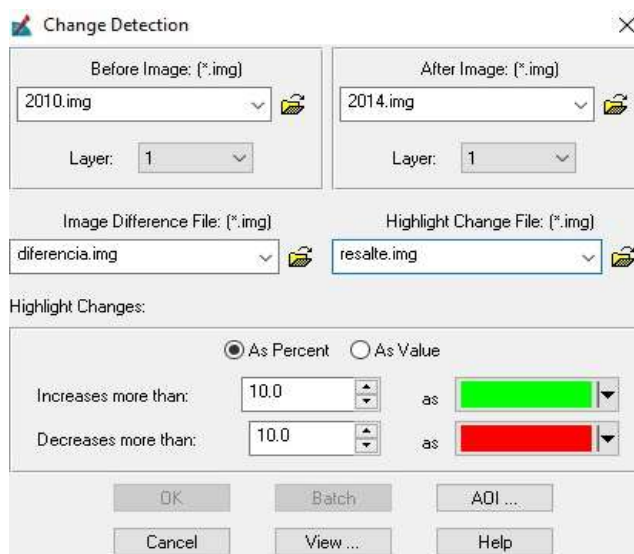 Change Detection
Before Image: (*.img)
After Image: (*.img)
2010.img
2014.img
Layer: 1
Layer: 1
Image Difference File: (*.img)
Highlight Change File: (*.img)
diferencia.img
resalte.img
Highlight Changes:
As Percent As Value
Increases more than: 10.0 as
Decreases more than: 10.0 as
OK Batch AOI ...
Cancel View ... Help